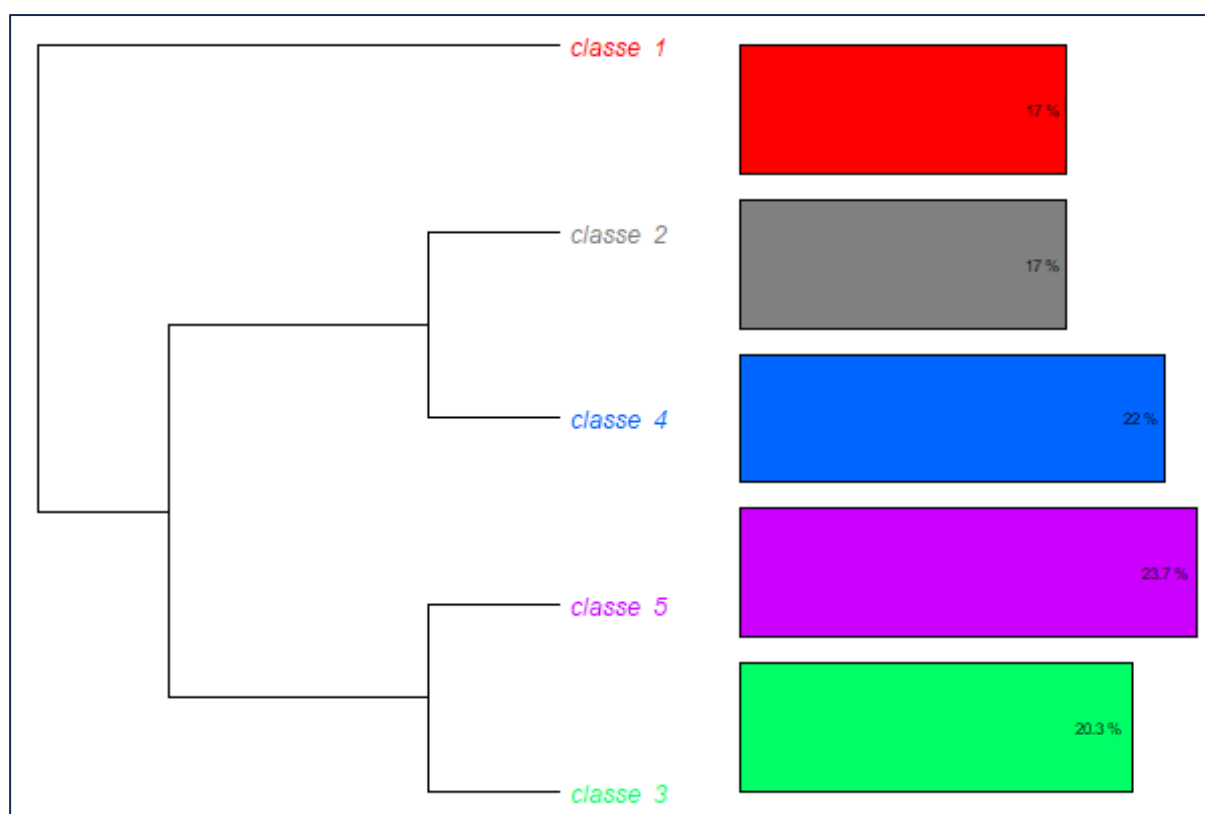 classe 1
17 %
classe 2
17 %
classe 4
22 %
classe 5
23.7 %
classe 3
20.3 %